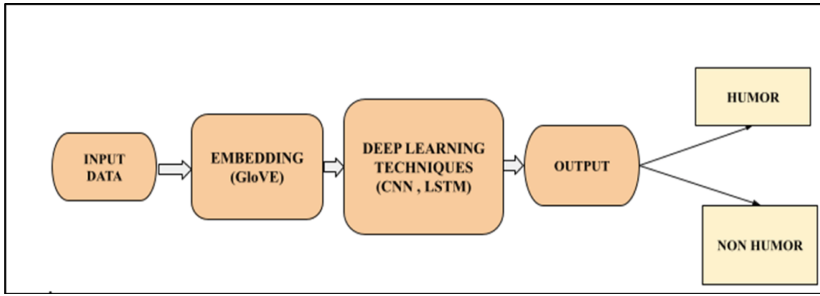 INPUT
DATA
EMBEDDING
(GloVE)
DEEP LEARNING
TECHNIQUES
(CNN , LSTM)
OUTPUT
HUMOR
NON HUMOR